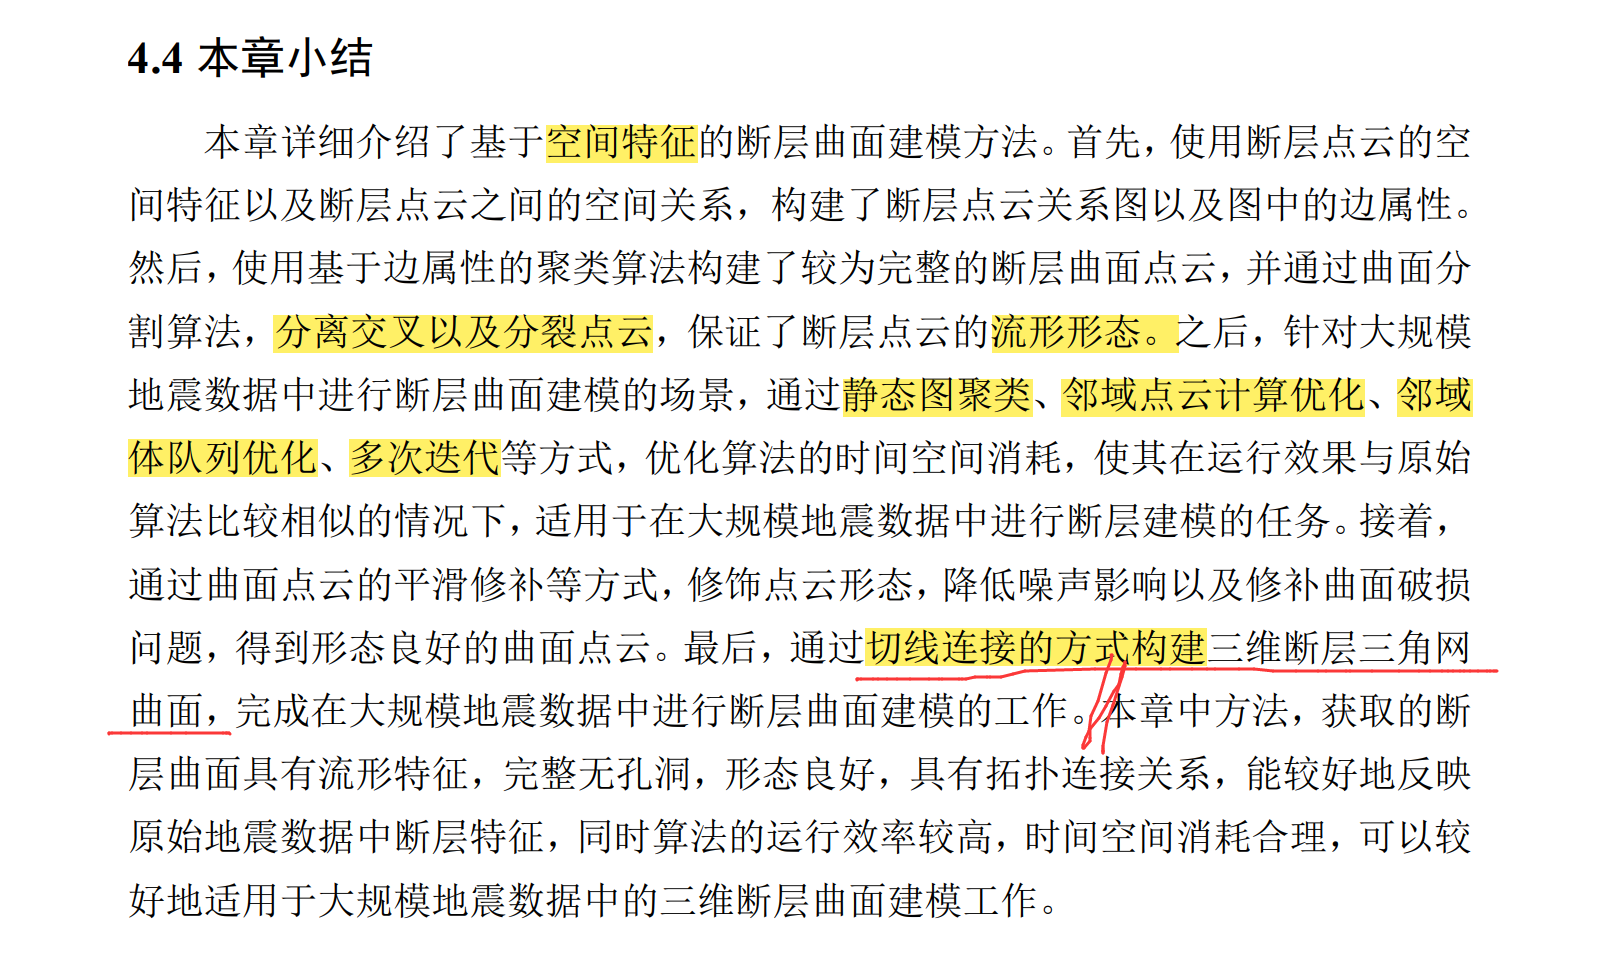 4.4 本章小结
本章详细介绍了基于空间特征的断层曲面建模方法。首先，使用断层点云的空
间特征以及断层点云之间的空间关系，构建了断层点云关系图以及图中的边属性。
然后，使用基于边属性的聚类算法构建了较为完整的断层曲面点云，并通过曲面分
割算法，分离交叉以及分裂点云，保证了断层点云的流形形态。之后，针对大规模
地震数据中进行断层曲面建模的场景，通过静态图聚类、邻域点云计算优化、邻域
体队列优化、多次迭代等方式，优化算法的时间空间消耗，使其在运行效果与原始
算法比较相似的情况下，适用于在大规模地震数据中进行断层建模的任务。接着，
通过曲面点云的平滑修补等方式，修饰点云形态，降低噪声影响以及修补曲面破损
问题，得到形态良好的曲面点云。最后，通过切线连接的方式构建三维断层三角网
曲面，完成在大规模地震数据中进行断层曲面建模的工作。本章中方法，获取的断
层曲面具有流形特征，完整无孔洞，形态良好，具有拓扑连接关系，能较好地反映
原始地震数据中断层特征，同时算法的运行效率较高，时间空间消耗合理，可以较
好地适用于大规模地震数据中的三维断层曲面建模工作。